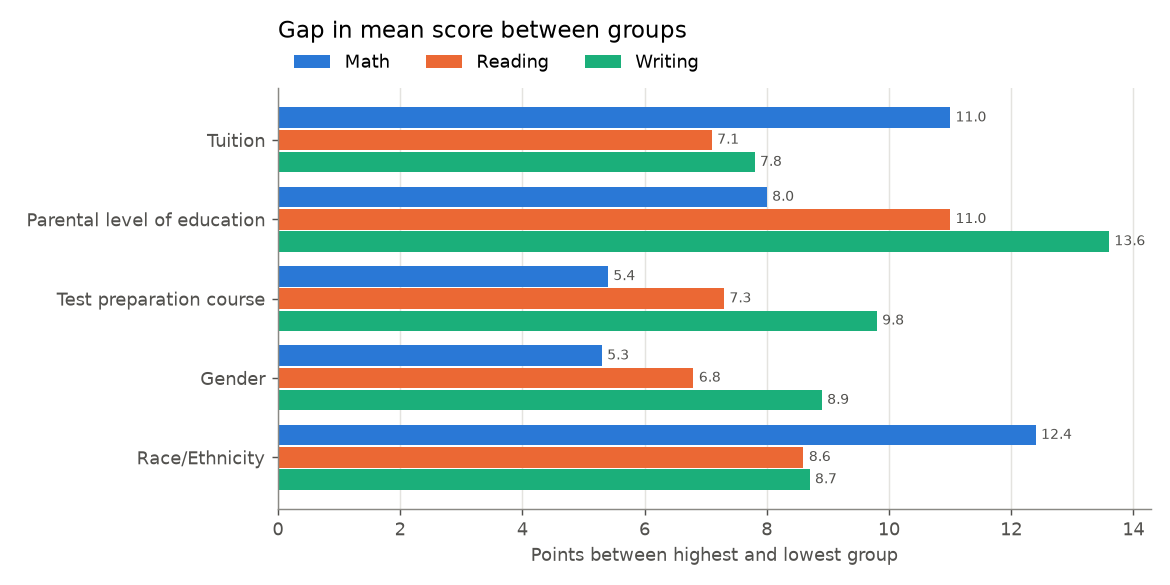 Gap in mean score between groups
Math Reading Writing
Tuition
11.0
7.1
7.8
Parental level of education
8.0
11.0
13.6
Test preparation course
5.4
7.3
9.8
Gender
5.3
6.8
8.9
Race/Ethnicity
12.4
8.6
8.7
0 2 4 6 8 10 12 14
Points between highest and lowest group